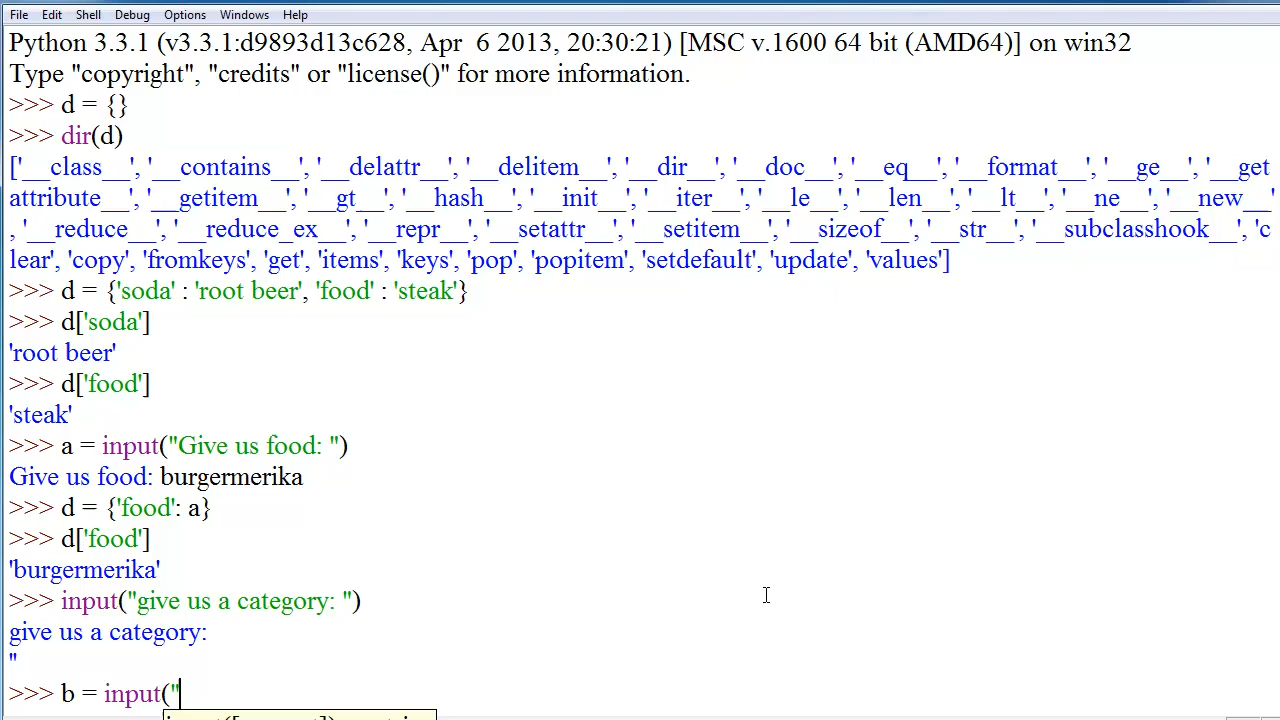 File Edit Shell Debug Options Windows Help
Python 3.3.1 (v3.3.1:d9893d13c628, Apr  6 2013, 20:30:21) [MSC v.1600 64 bit (AMD64)] on win32
Type "copyright", "credits" or "license()" for more information.
>>> d = {}
>>> dir(d)
['__class__', '__contains__', '__delattr__', '__delitem__', '__dir__', '__doc__', '__eq__', '__format__', '__ge__', '__get
attribute__', '__getitem__', '__gt__', '__hash__', '__init__', '__iter__', '__le__', '__len__', '__lt__', '__ne__', '__new__'
, '__reduce__', '__reduce_ex__', '__repr__', '__setattr__', '__setitem__', '__sizeof__', '__str__', '__subclasshook__', 'c
lear', 'copy', 'fromkeys', 'get', 'items', 'keys', 'pop', 'popitem', 'setdefault', 'update', 'values']
>>> d = {'soda' : 'root beer', 'food' : 'steak'}
>>> d['soda']
'root beer'
>>> d['food']
'steak'
>>> a = input("Give us food: ")
Give us food: burgermerika
>>> d = {'food': a}
>>> d['food']
'burgermerika'
>>> input("give us a category: ")
give us a category:
''
>>> b = input("